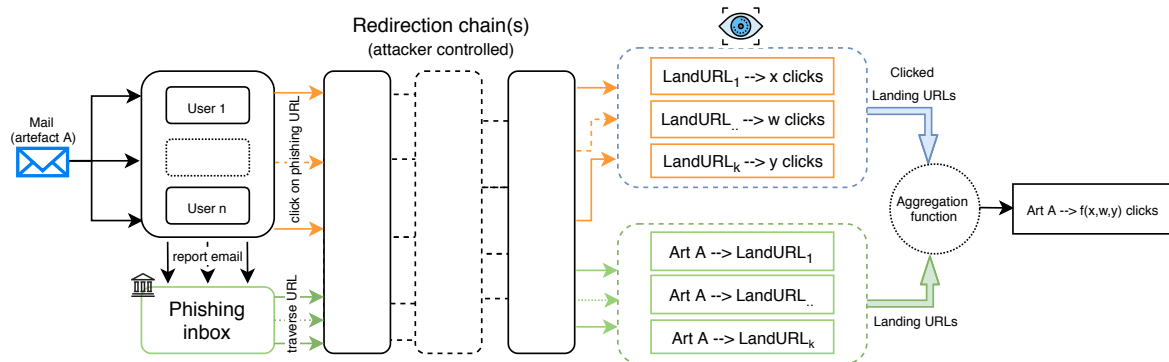 Redirection chain(s)
(attacker controlled)
Mail
(artefact A)
User 1
User n
click on phishing URL
report email
Phishing
inbox
traverse URL
LandURL1 --> x clicks
LandURL.. --> w clicks
LandURLk --> y clicks
Clicked
Landing URLs
Art A --> LandURL1
Art A --> LandURL..
Art A --> LandURLk
Landing URLs
Aggregation
function
Art A --> f(x,w,y) clicks